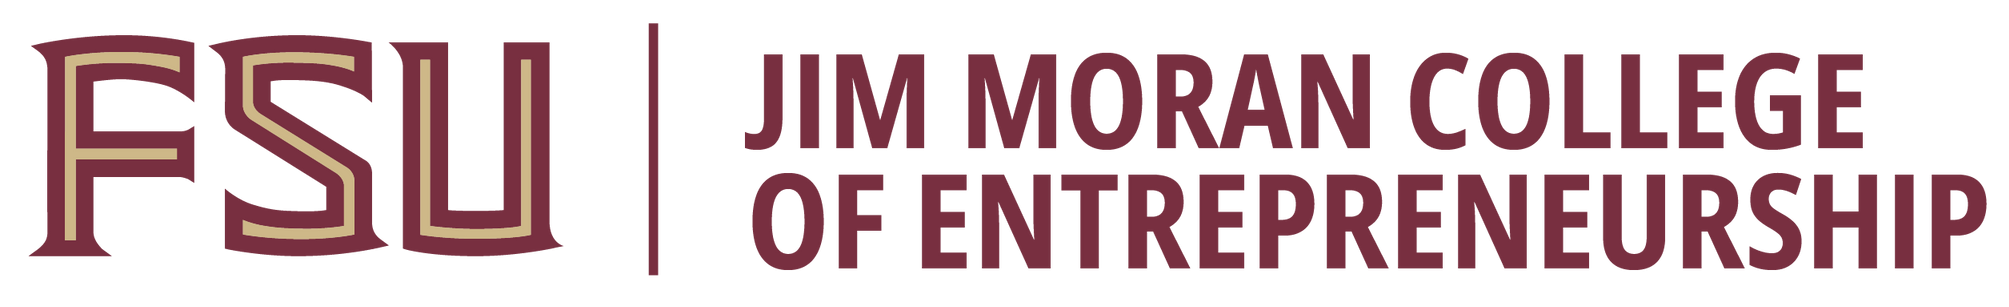 FSU
JIM MORAN COLLEGE
OF ENTREPRENEURSHIP